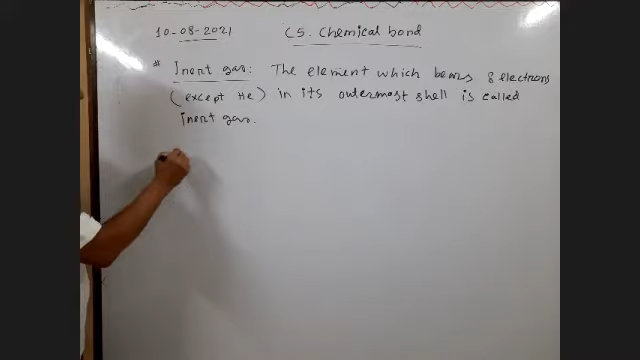 10-08-2021 C5. Chemical bond
* Inert gas: The element which bears 8 electrons
(except He) in its outermost shell is called
inert gas.